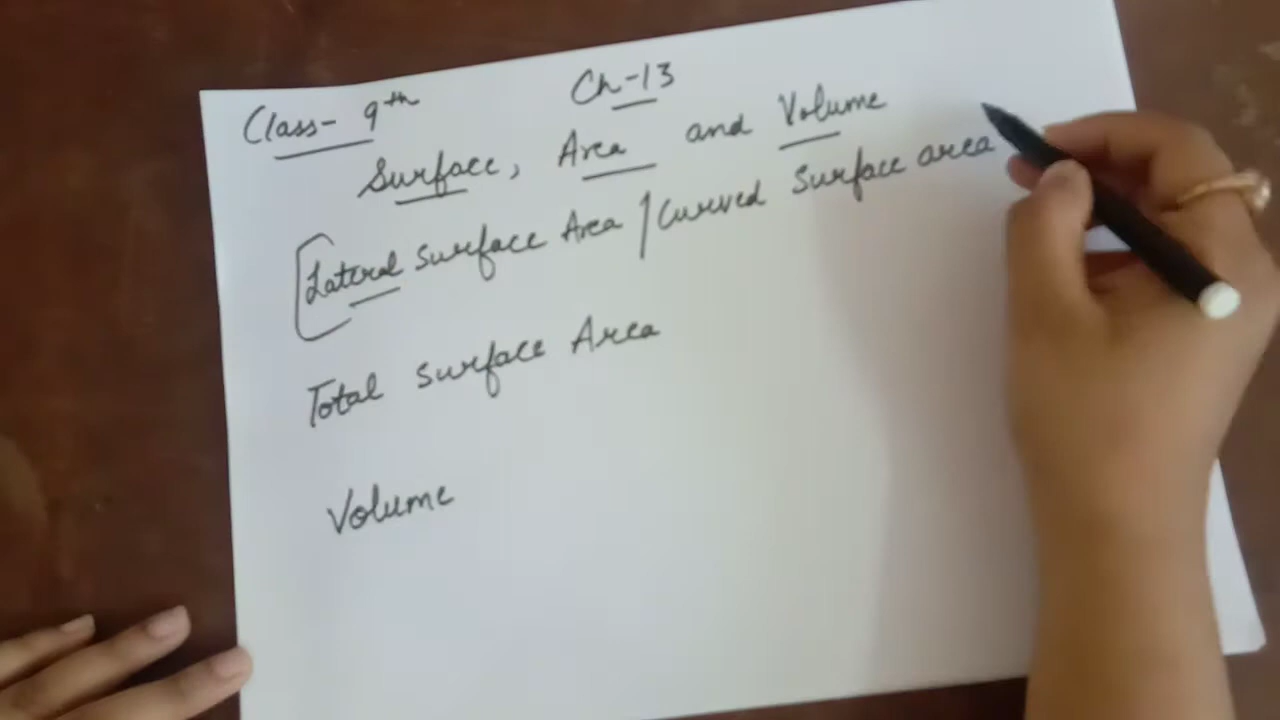 Class- 9th Ch-13
Surface, Area and Volume
Lateral Surface Area / Curved Surface area
Total Surface Area
Volume